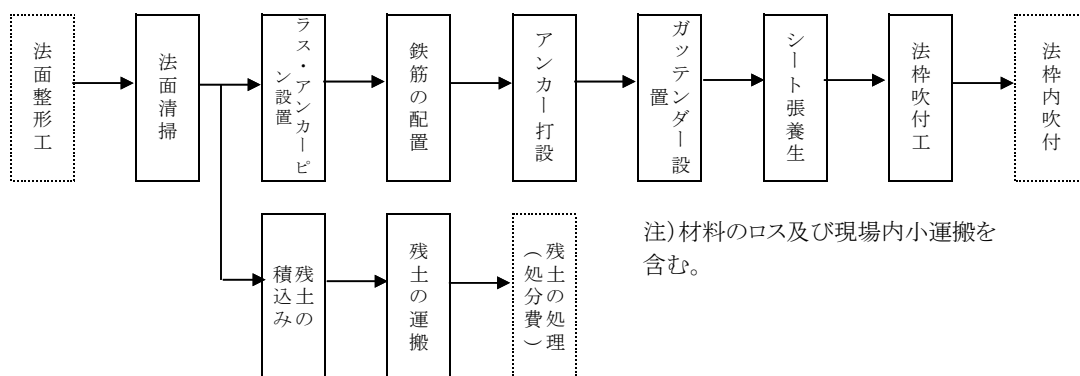 法面整形工
法面清掃
ラス・アンカーピ
ン設置
鉄筋の配置
アンカー打設
ガッテンダー設
置
シート張養生
法枠吹付工
法枠内吹付
残土の
積込み
残土の運搬
残土の処理
（処分費）
注）材料のロス及び現場内小運搬を
含む。